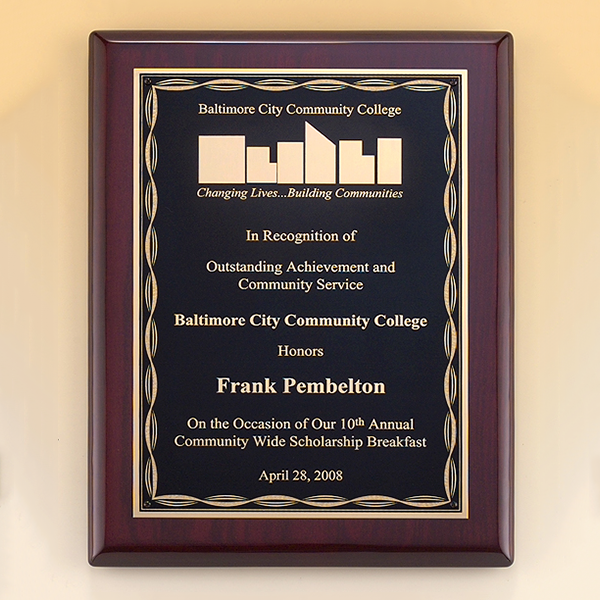 Baltimore City Community College
Changing Lives...Building Communities
In Recognition of
Outstanding Achievement and
Community Service
Baltimore City Community College
Honors
Frank Pembelton
On the Occasion of Our 10th Annual
Community Wide Scholarship Breakfast
April 28, 2008